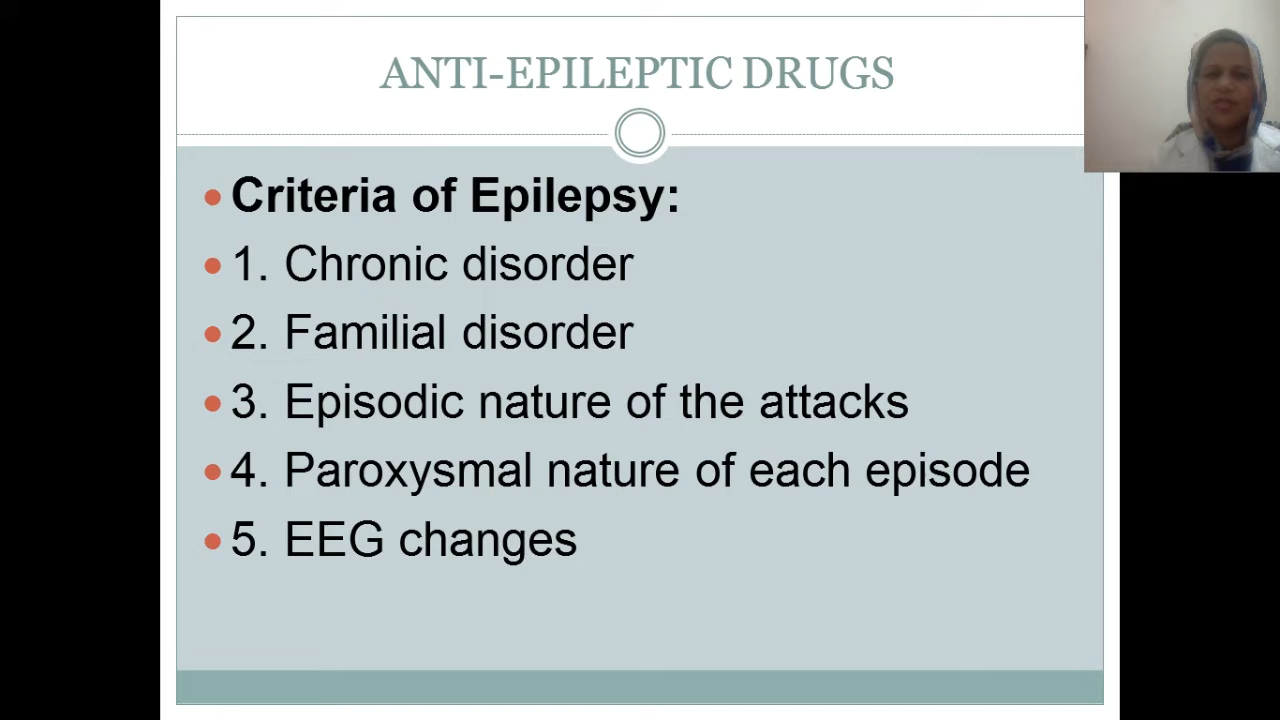 ANTI-EPILEPTIC DRUGS
Criteria of Epilepsy:
1. Chronic disorder
2. Familial disorder
3. Episodic nature of the attacks
4. Paroxysmal nature of each episode
5. EEG changes